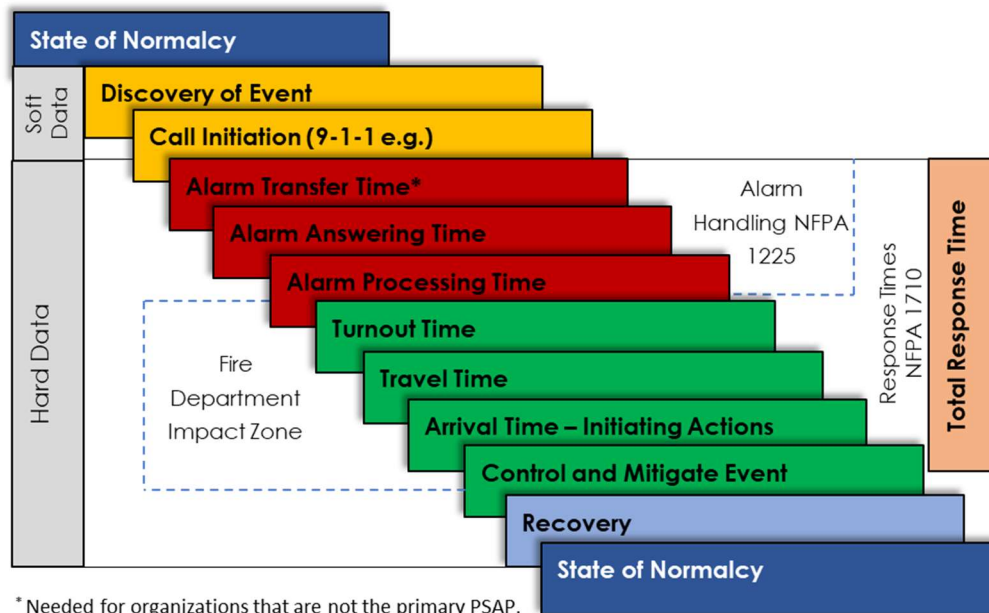 State of Normalcy
Soft
Data
Discovery of Event
Call Initiation (9-1-1 e.g.)
Hard Data
Alarm Transfer Time*
Alarm Answering Time
Alarm Processing Time
Alarm
Handling NFPA
1225
Turnout Time
Travel Time
Arrival Time – Initiating Actions
Control and Mitigate Event
Fire
Department
Impact Zone
Response Times
NFPA 1710
Total Response Time
Recovery
State of Normalcy
* Needed for organizations that are not the primary PSAP.